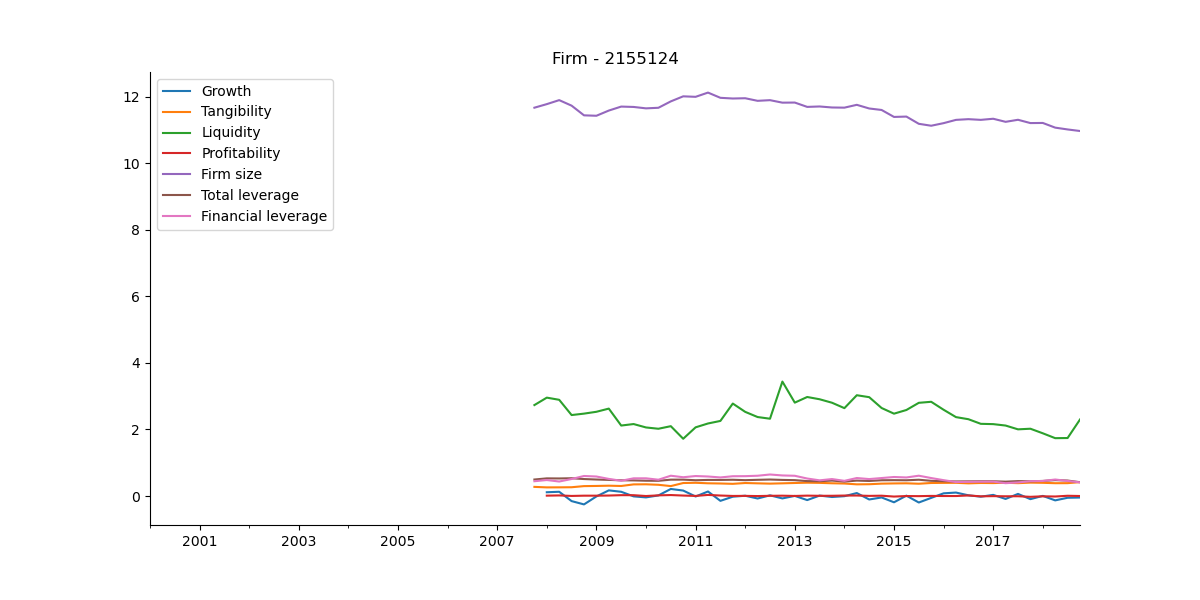 Firm - 2155124
Growth
Tangibility
Liquidity
Profitability
Firm size
Total leverage
Financial leverage
12
10
8
6
4
2
0
2001 2003 2005 2007 2009 2011 2013 2015 2017